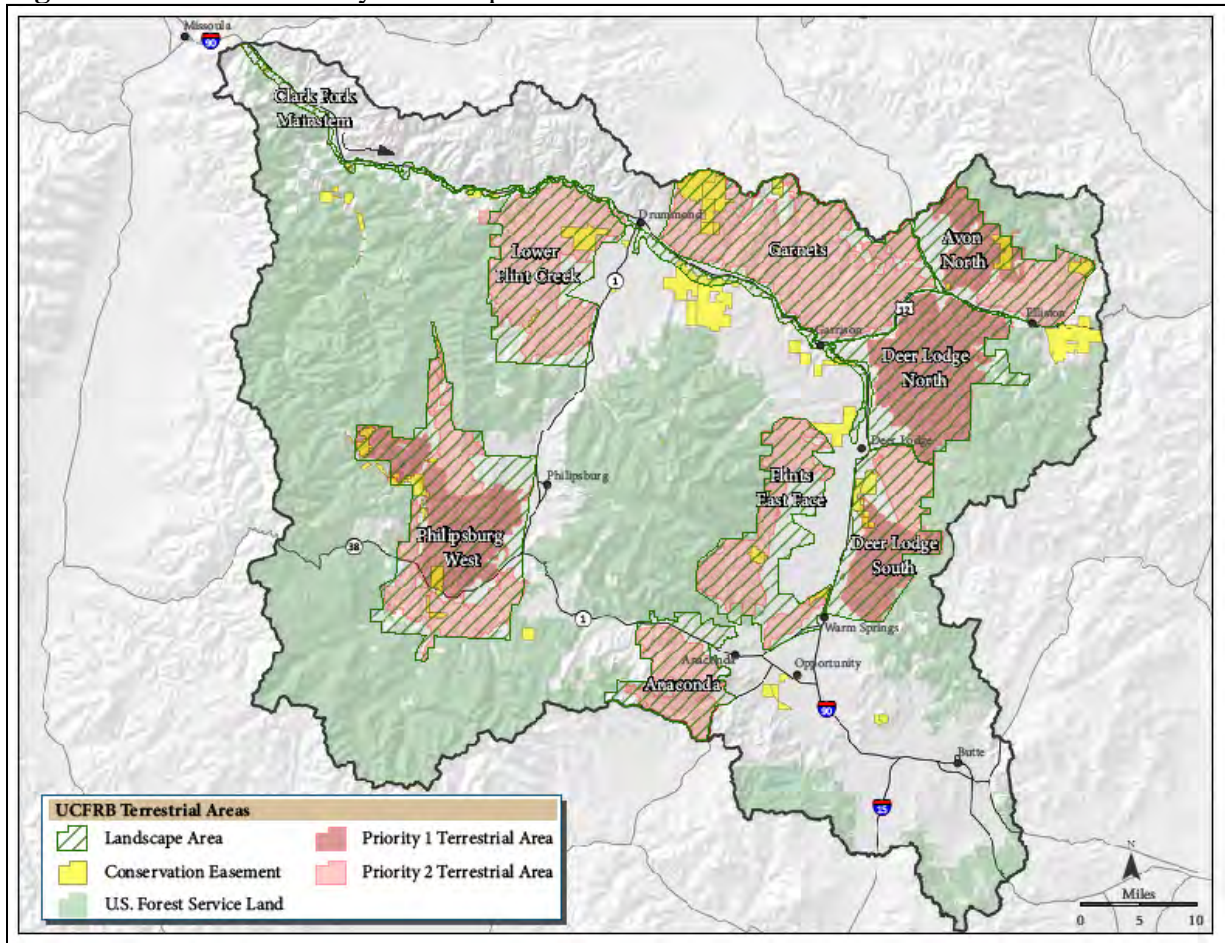 Missoula
90
Clark Fork
Mainstem
Drummond
Lower
Flint Creek
Garnets
Avon
North
1
12
Elliston
Garrison
Deer Lodge
North
Deer Lodge
Philipsburg
Flints
East Face
Philipsburg
West
38
Deer Lodge
South
1
Warm Springs
Anaconda
Opportunity
Anaconda
90
Butte
15
UCFRB Terrestrial Areas
Landscape Area
Priority 1 Terrestrial Area
Conservation Easement
Priority 2 Terrestrial Area
U.S. Forest Service Land
N
Miles
0 5 10